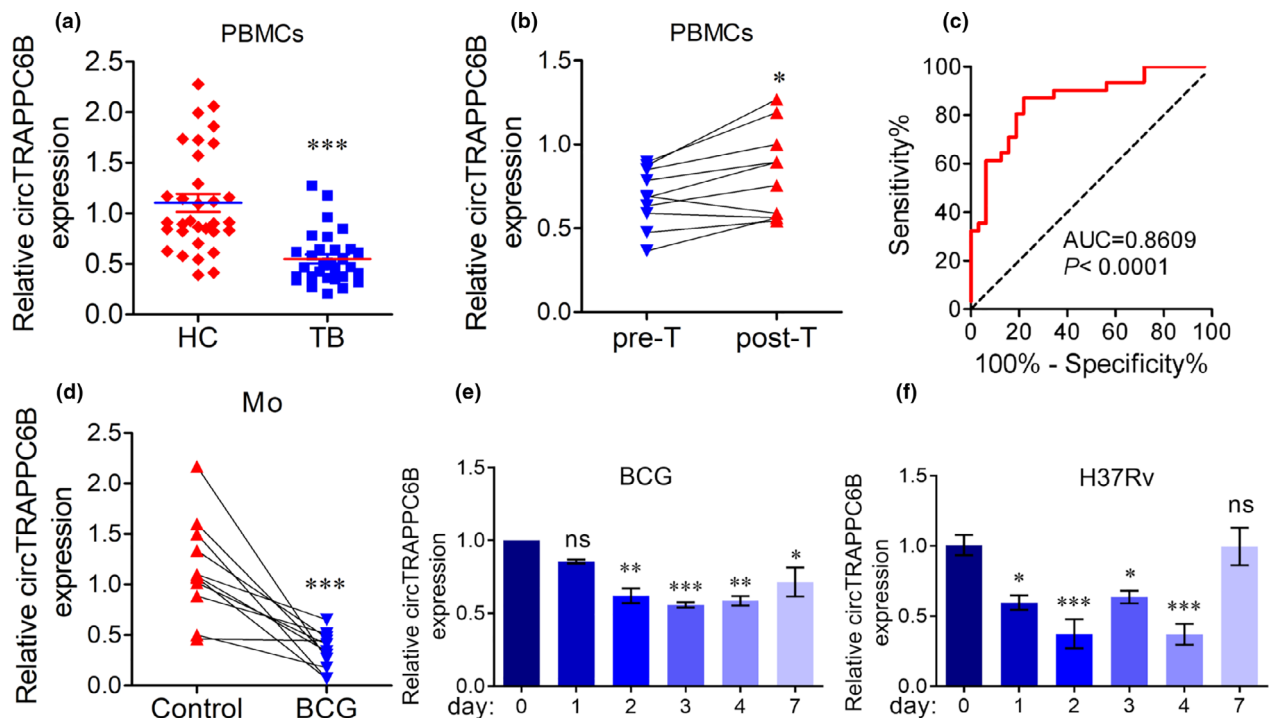 (a)
PBMCs
Relative circTRAPPC6B
expression
2.5
2.0
1.5
1.0
0.5
0.0
***
HC
TB
(b)
PBMCs
Relative circTRAPPC6B
expression
1.5
1.0
0.5
0.0
*
pre-T
post-T
(c)
Sensitivity%
100
80
60
40
20
0
AUC=0.8609
P< 0.0001
0 20 40 60 80 100
100% - Specificity%
(d)
Mo
Relative circTRAPPC6B
expression
2.5
2.0
1.5
1.0
0.5
0.0
***
Control
BCG
(e)
BCG
Relative circTRAPPC6B
expression
1.5
1.0
0.5
0.0
ns
**
***
**
*
day: 0 1 2 3 4 7
(f)
H37Rv
Relative circTRAPPC6B
expression
1.5
1.0
0.5
0.0
*
***
*
***
ns
day: 0 1 2 3 4 7